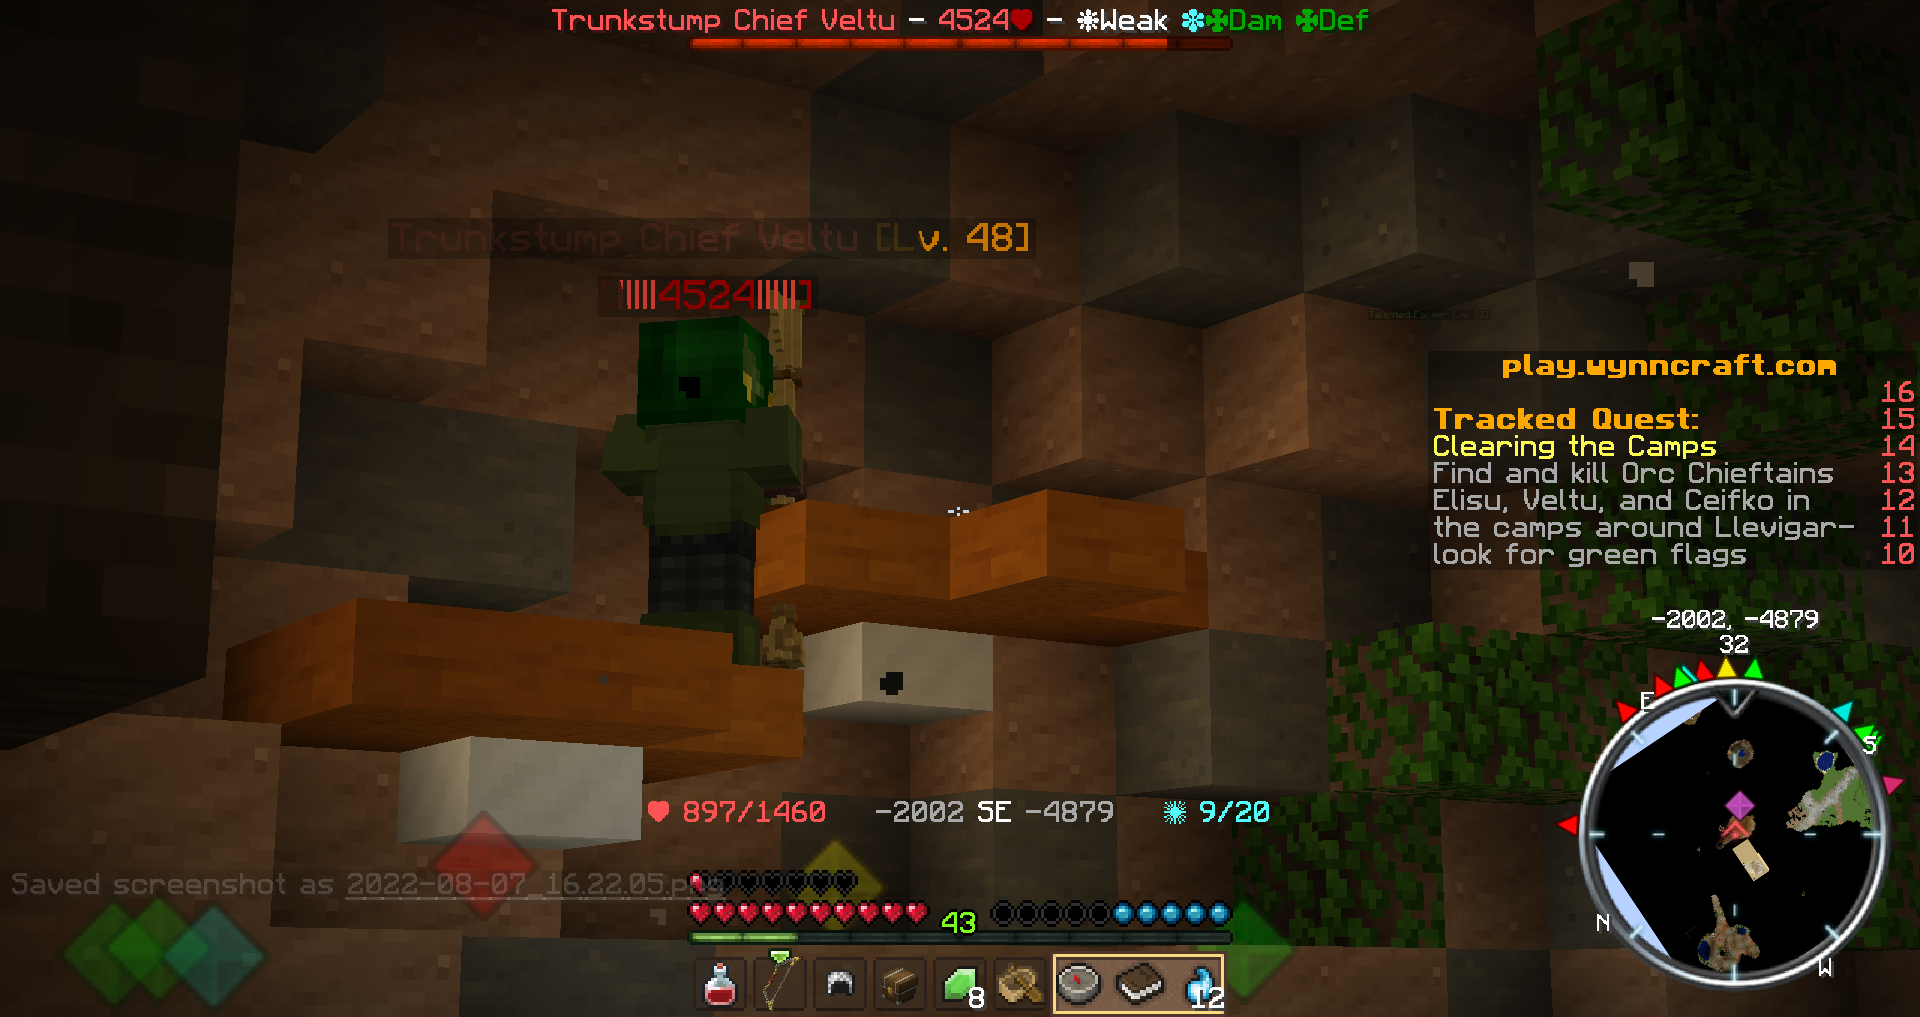 Trunkstump Chief Veltu - 4524❤ - ❋Weak ❄✤Dam ✤Def
Trunkstump Chief Veltu [Lv. 48]
|||||4524||||||]
play.wynncraft.com
16
Tracked Quest: 15
Clearing the Camps 14
Find and kill Orc Chieftains 13
Elisu, Veltu, and Ceifko in 12
the camps around Llevigar- 11
look for green flags 10
-2002, -4879
32
E
S
N
W
❤ 897/1460 -2002 SE -4879 9/20
Saved screenshot as 2022-08-07_16.22.05.png.
43
8
12